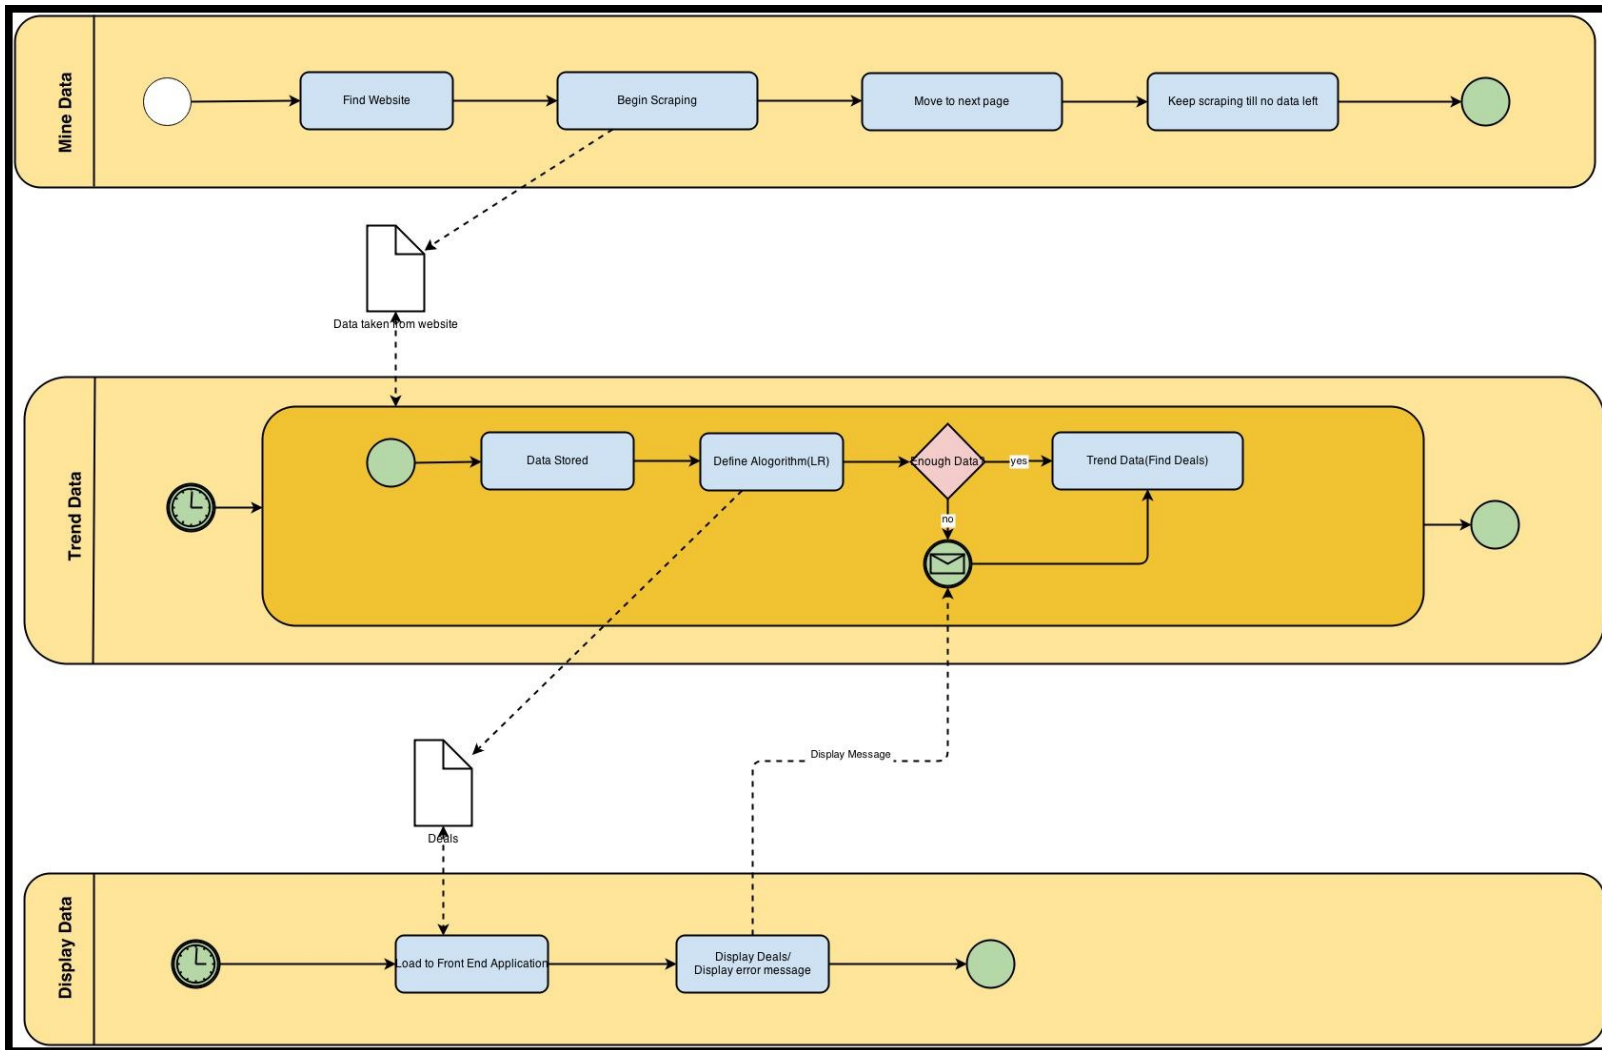 Mine Data
Find Website
Begin Scraping
Move to next page
Keep scraping till no data left
Data taken from website
Trend Data
Data Stored
Define Alogorithm(LR)
Enough Data?
yes
Trend Data(Find Deals)
no
Display Message
Deals
Display Data
Load to Front End Application
Display Deals/
Display error message